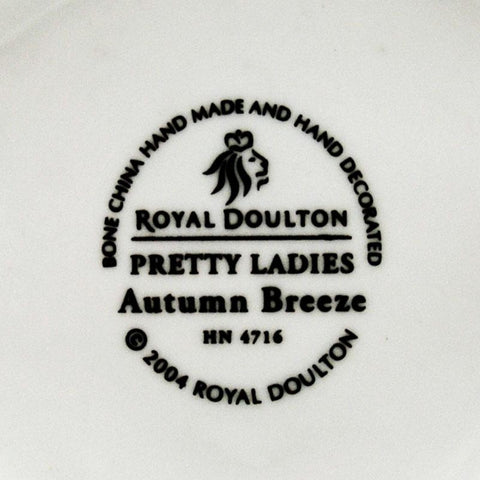 BONE CHINA HAND MADE AND HAND DECORATED
ROYAL DOULTON
PRETTY LADIES
Autumn Breeze
HN 4716
© 2004 ROYAL DOULTON